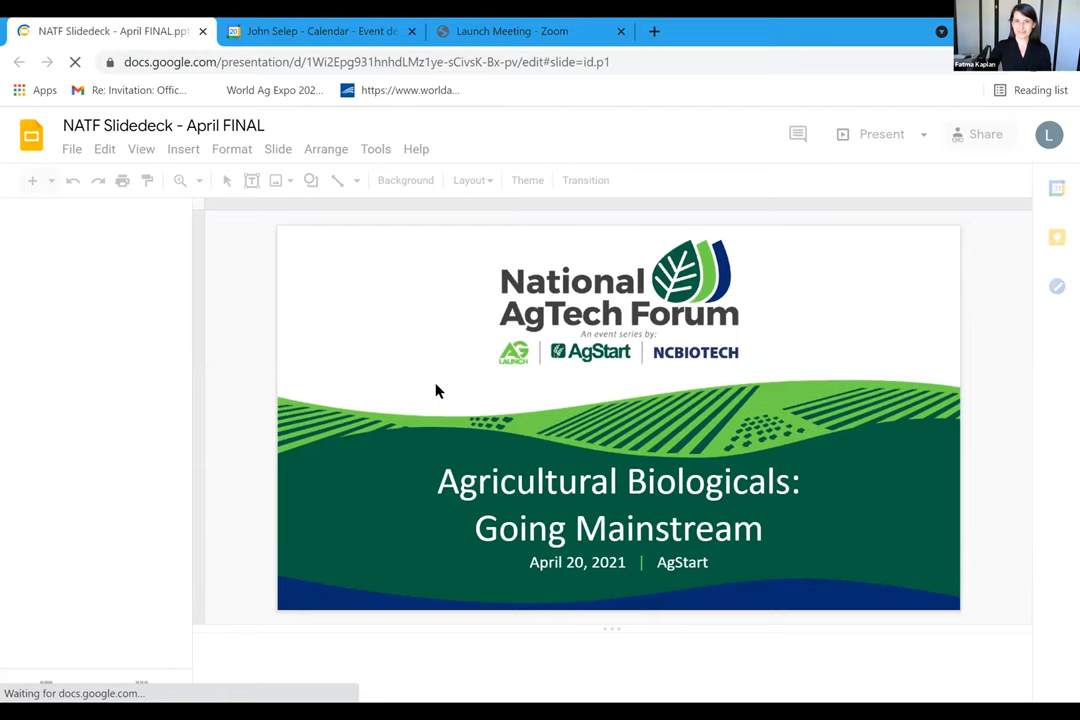 NATF Slidedeck - April FINAL.ppt
John Selep - Calendar - Event de
Launch Meeting - Zoom
Fatma Kaplan
docs.google.com/presentation/d/1Wi2Epg931hnhdLMz1ye-sCivsK-Bx-pv/edit#slide=id.p1
Apps
Re: Invitation: Offic...
World Ag Expo 202...
https://www.worlda...
Reading list
NATF Slidedeck - April FINAL
File Edit View Insert Format Slide Arrange Tools Help
Present
Share
L
Background Layout Theme Transition
National
AgTech Forum
An event series by:
AG LAUNCH | AgStart | NCBIOTECH
Agricultural Biologicals:
Going Mainstream
April 20, 2021 | AgStart
Waiting for docs.google.com...